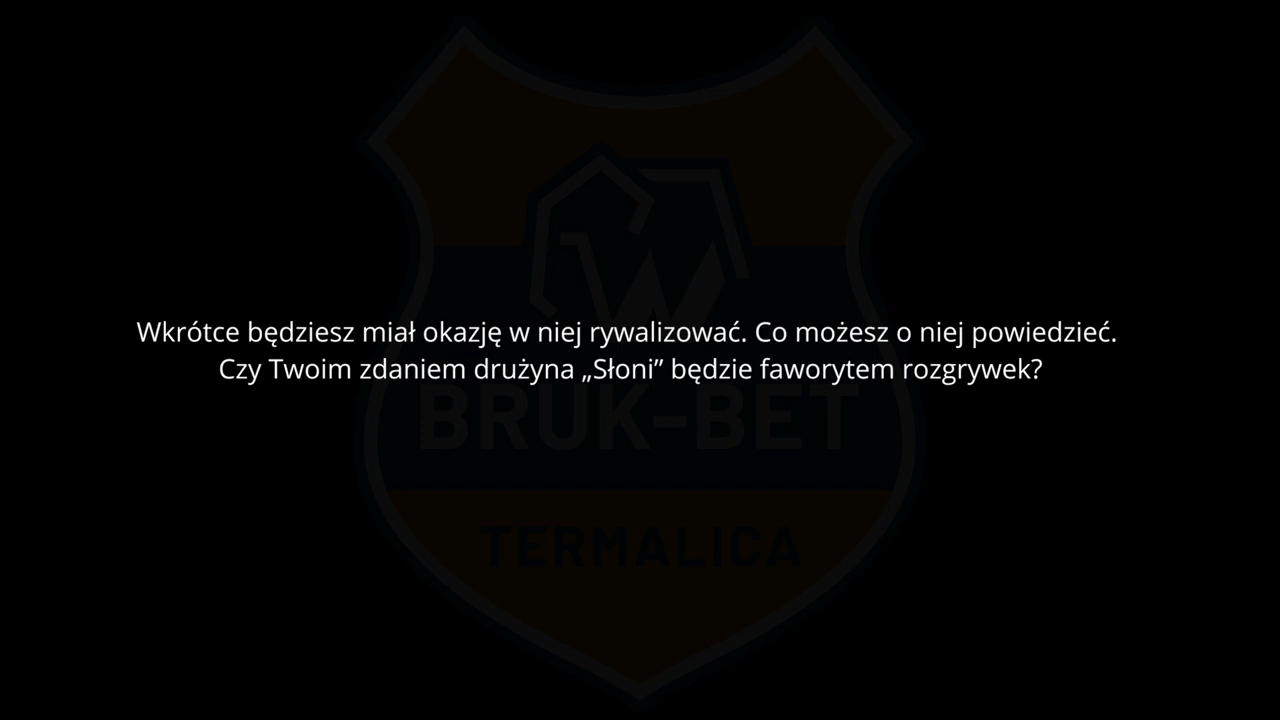 Wkrótce będziesz miał okazję w niej rywalizować. Co możesz o niej powiedzieć.
Czy Twoim zdaniem drużyna „Słoni” będzie faworytem rozgrywek?
BRUK-BET
TERMALICA